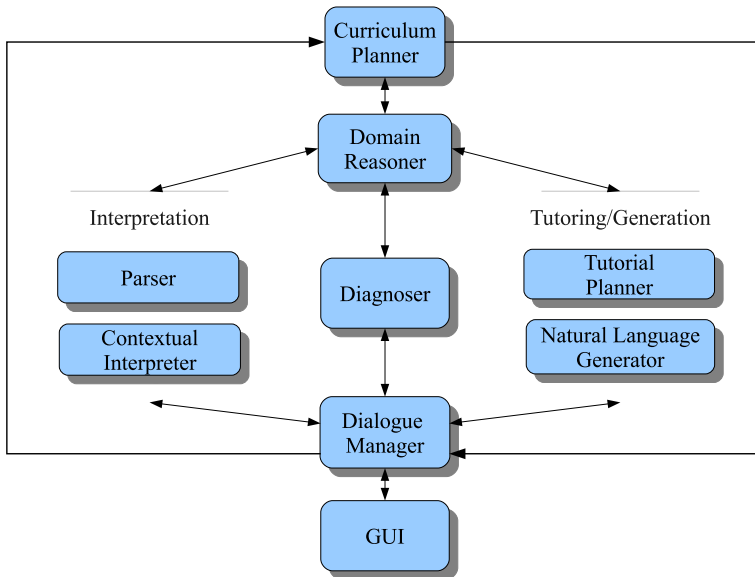 Curriculum
Planner
Domain
Reasoner
Interpretation
Tutoring/Generation
Parser
Diagnoser
Tutorial
Planner
Contextual
Interpreter
Natural Language
Generator
Dialogue
Manager
GUI